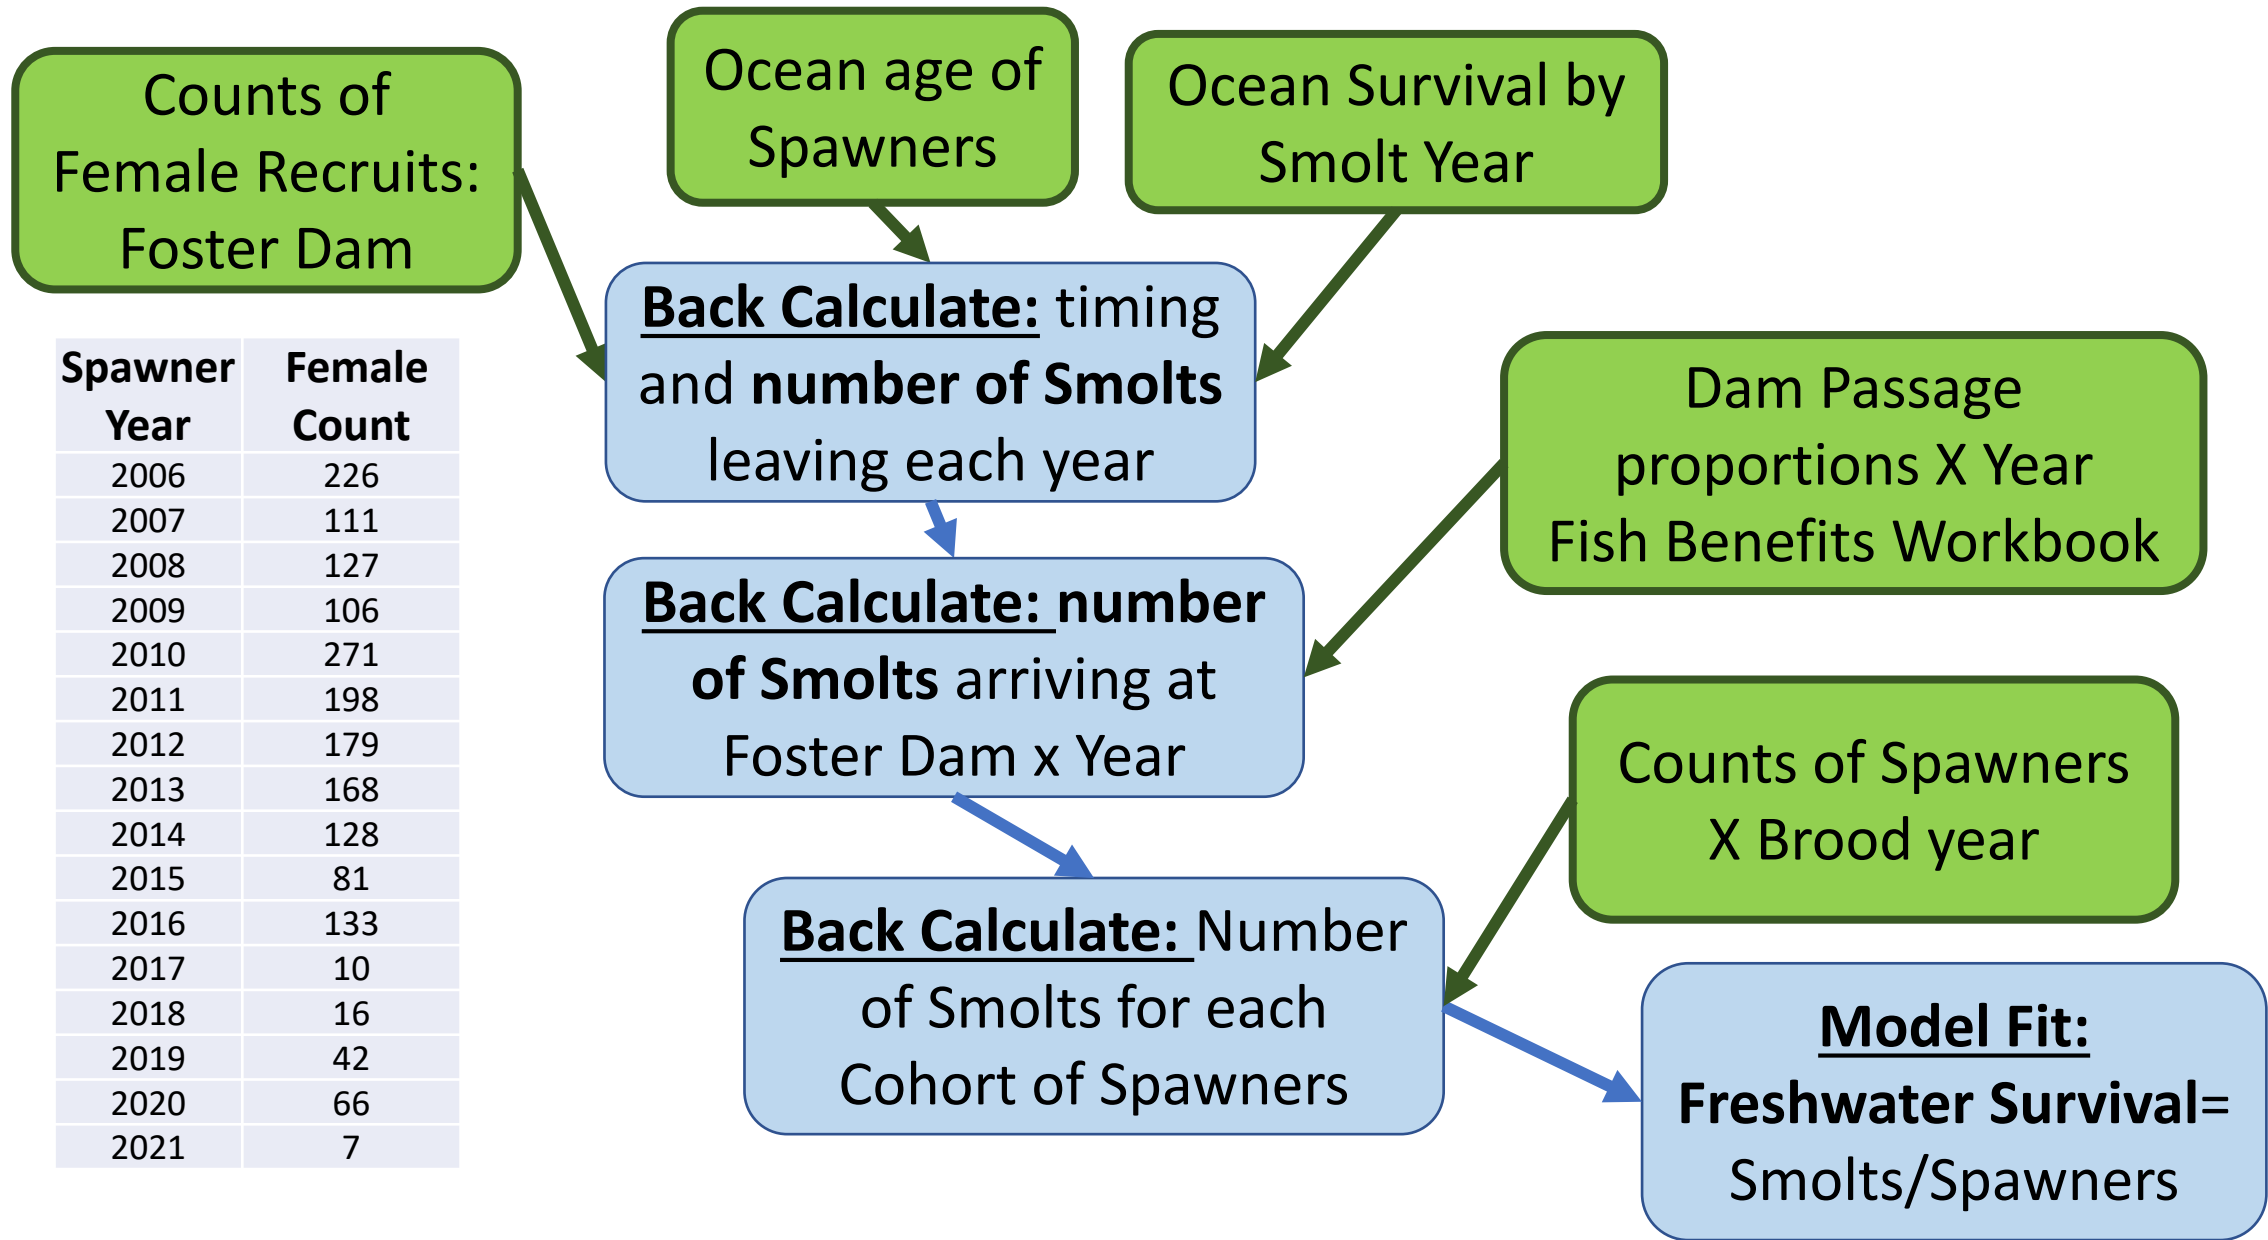 Counts of
Female Recruits:
Foster Dam
Ocean age of
Spawners
Ocean Survival by
Smolt Year
Back Calculate: timing
and number of Smolts
leaving each year
Dam Passage
proportions X Year
Fish Benefits Workbook
Back Calculate: number
of Smolts arriving at
Foster Dam x Year
Counts of Spawners
X Brood year
Back Calculate: Number
of Smolts for each
Cohort of Spawners
Model Fit:
Freshwater Survival=
Smolts/Spawners
Spawner Year Female Count
2006 226
2007 111
2008 127
2009 106
2010 271
2011 198
2012 179
2013 168
2014 128
2015 81
2016 133
2017 10
2018 16
2019 42
2020 66
2021 7